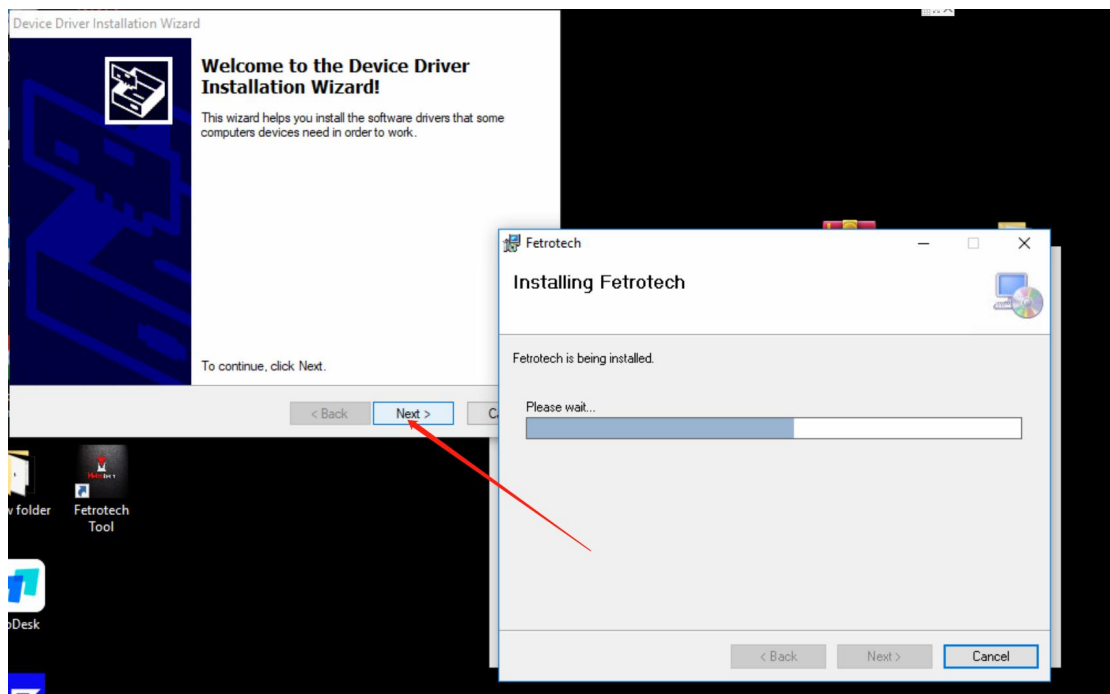 Device Driver Installation Wizard
Welcome to the Device Driver
Installation Wizard!
This wizard helps you install the software drivers that some
computers devices need in order to work.
To continue, click Next.
< Back
Next >
Fetrotech
Installing Fetrotech
Fetrotech is being installed.
Please wait...
< Back
Next >
Cancel
folder
Fetrotech
Tool